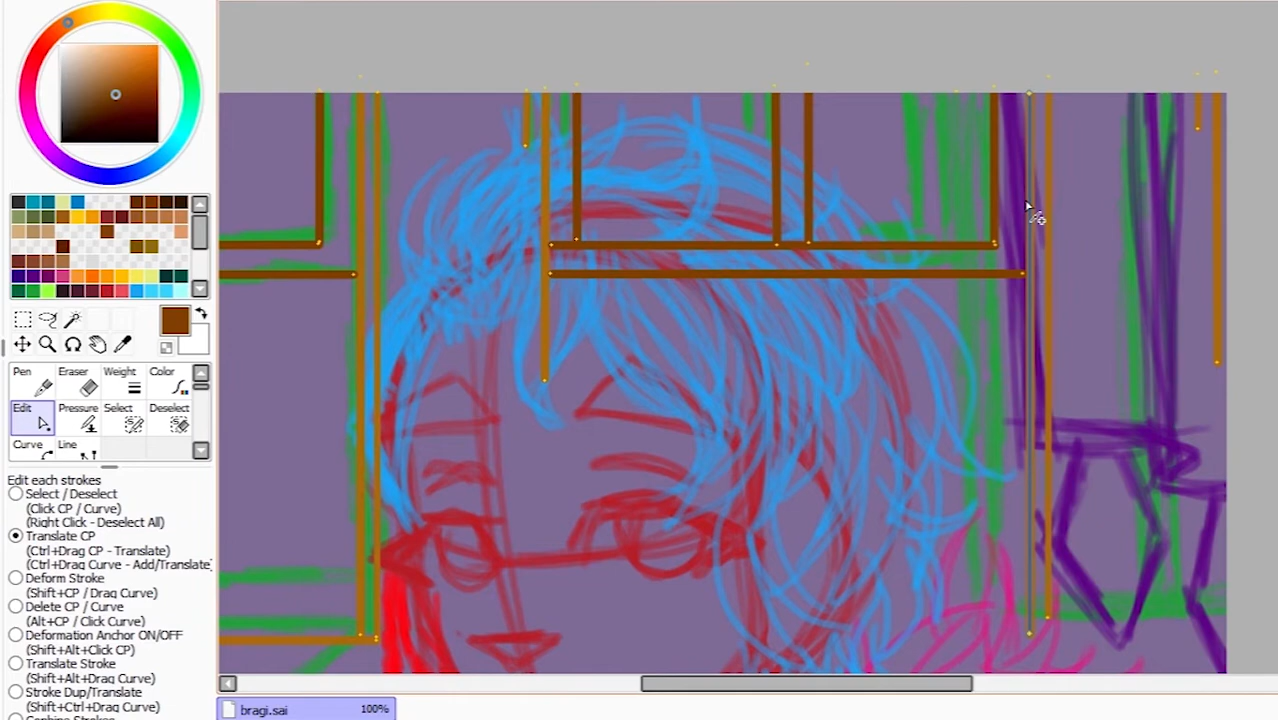 Pen
Eraser
Weight
Color
Edit
Pressure
Select
Deselect
Curve
Line
Edit each strokes
Select / Deselect
(Click CP / Curve)
(Right Click - Deselect All)
Translate CP
(Ctrl+Drag CP - Translate)
(Ctrl+Drag Curve - Add/Translate)
Deform Stroke
(Shift+CP / Drag Curve)
Delete CP / Curve
(Alt+CP / Click Curve)
Deformation Anchor ON/OFF
(Shift+Alt+Click CP)
Translate Stroke
(Shift+Alt+Drag Curve)
Stroke Dup/Translate
(Shift+Ctrl+Drag Curve)
Combine Strokes
bragi.sai 100%